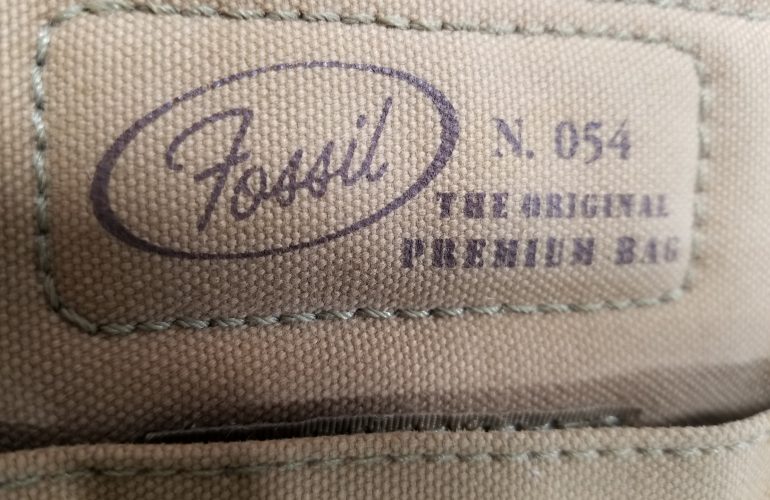 Fossil
N. 054
THE ORIGINAL
PREMIUM BAG